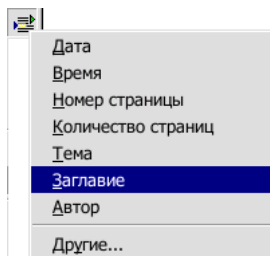 Дата
Время
Номер страницы
Количество страниц
Тема
Заглавие
Автор
Другие...